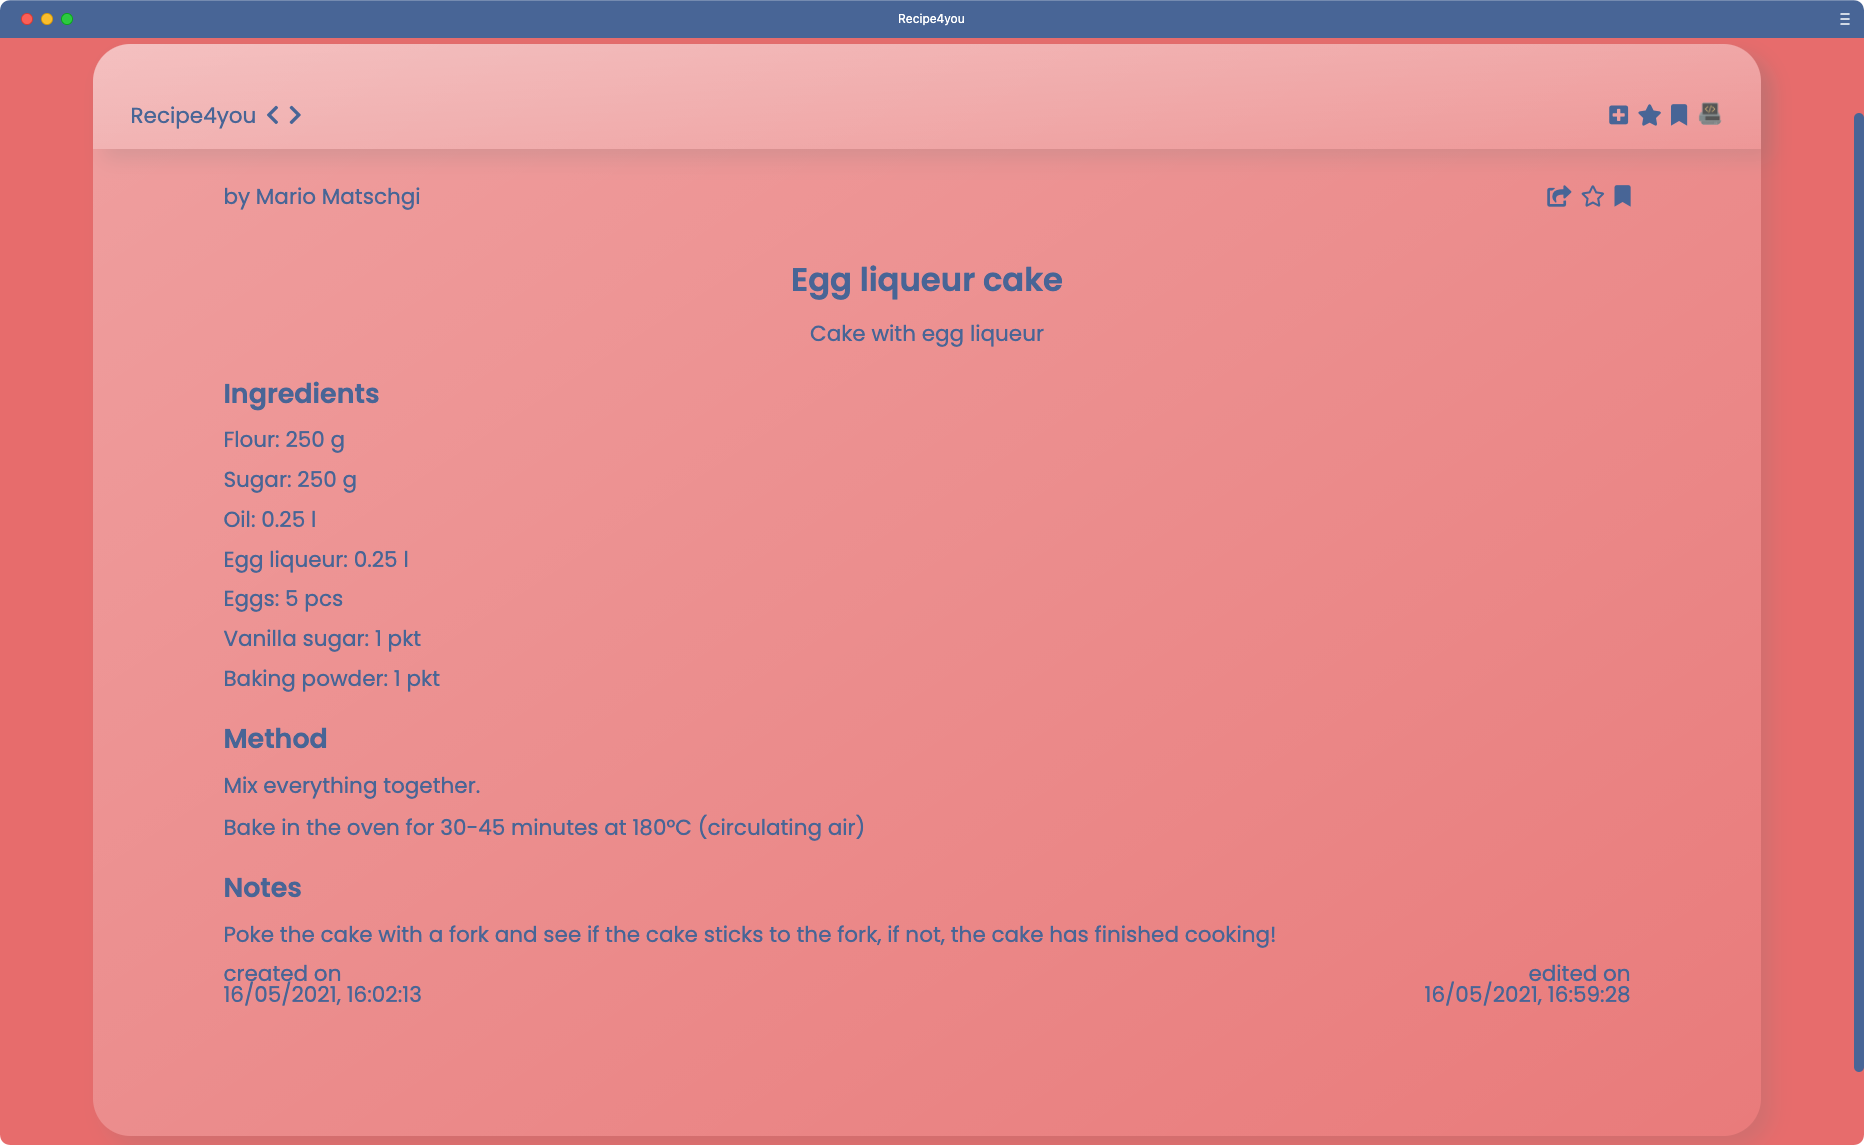 Recipe4you
Recipe4you
by Mario Matschgi
Egg liqueur cake
Cake with egg liqueur
Ingredients
Flour: 250 g
Sugar: 250 g
Oil: 0.25 l
Egg liqueur: 0.25 l
Eggs: 5 pcs
Vanilla sugar: 1 pkt
Baking powder: 1 pkt
Method
Mix everything together.
Bake in the oven for 30-45 minutes at 180°C (circulating air)
Notes
Poke the cake with a fork and see if the cake sticks to the fork, if not, the cake has finished cooking!
created on
16/05/2021, 16:02:13
edited on
16/05/2021, 16:59:28